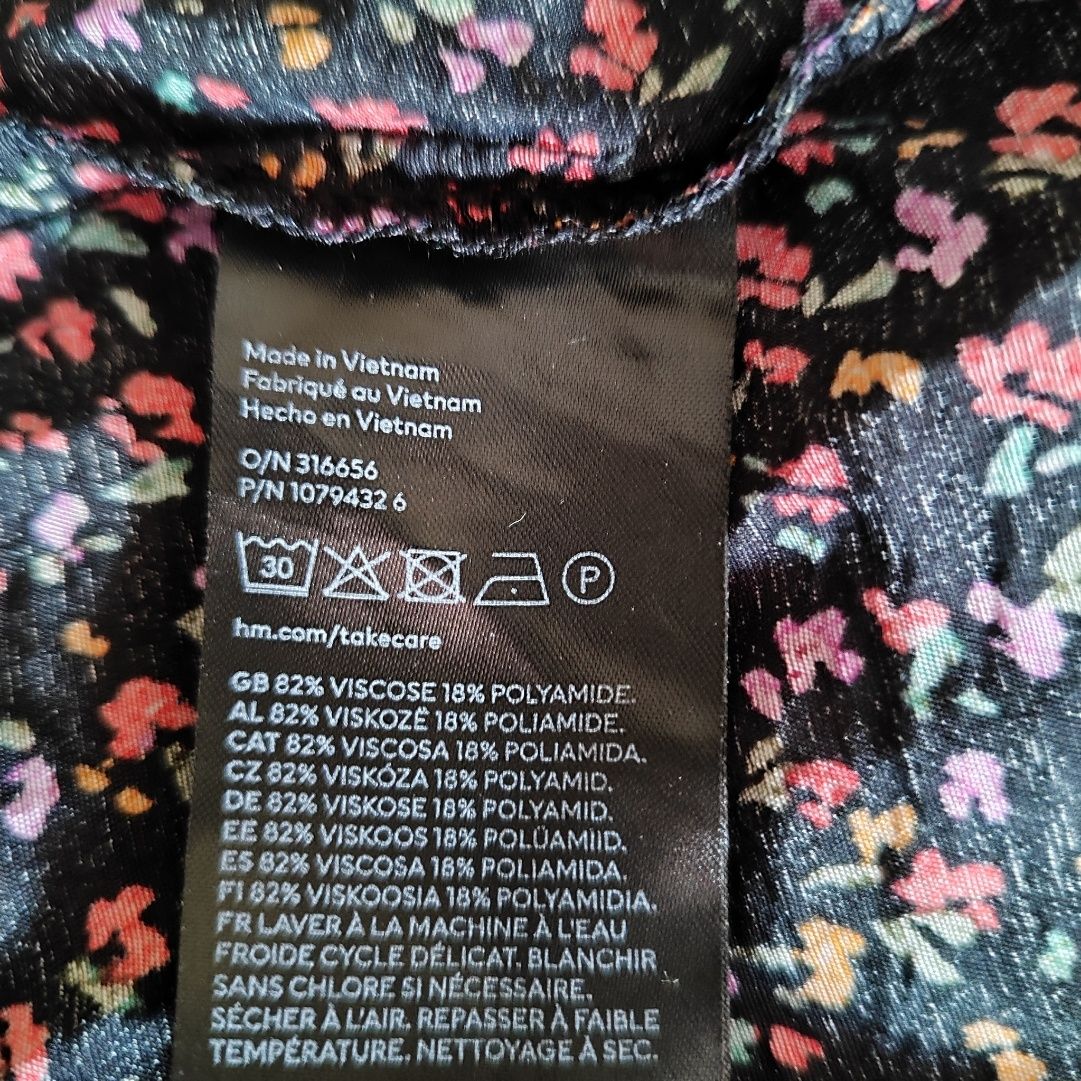 Made in Vietnam
Fabriqué au Vietnam
Hecho en Vietnam
O/N 316656
P/N 1079432 6
30 P
hm.com/takecare
GB 82% VISCOSE 18% POLYAMIDE.
AL 82% VISKOZË 18% POLIAMIDE.
CAT 82% VISCOSA 18% POLIAMIDA.
CZ 82% VISKÓZA 18% POLYAMID.
DE 82% VISKOSE 18% POLYAMID.
EE 82% VISKOOS 18% POLÜAMIID.
ES 82% VISCOSA 18% POLIAMIDA.
FI 82% VISKOOSIA 18% POLYAMIDIA.
FR LAVER À LA MACHINE À L'EAU
FROIDE CYCLE DÉLICAT. BLANCHIR
SANS CHLORE SI NÉCESSAIRE.
SÉCHER À L'AIR. REPASSER À FAIBLE
TEMPÉRATURE. NETTOYAGE À SEC.